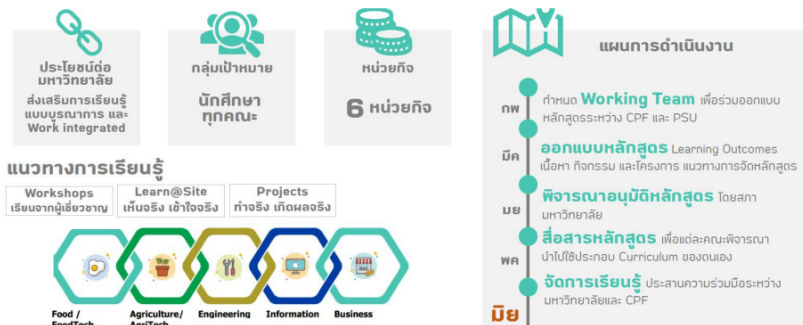 ประโยชน์ต่อ
มหาวิทยาลัย
ส่งเสริมการเรียนรู้
แบบบูรณาการ และ
Work integrated
กลุ่มเป้าหมาย
นักศึกษา
ทุกคณะ
หน่วยกิจ
6 หน่วยกิจ
แนวทางการเรียนรู้
Workshops
เรียนจากผู้เชี่ยวชาญ
Learn@Site
เห็นจริง เข้าใจจริง
Projects
ทำจริง เกิดผลจริง
Food /
FoodTech
Agriculture/
AgriTech
Engineering
Information
Business
แผนการดำเนินงาน
กพ
กำหนด Working Team เพื่อร่วมออกแบบ
หลักสูตรระหว่าง CPF และ PSU
มีค
ออกแบบหลักสูตร Learning Outcomes
เนื้อหา กิจกรรม และโครงการ แนวทางการจัดหลักสูตร
มย
พิจารณาอนุมัติหลักสูตร โดยสภา
มหาวิทยาลัย
พค
สื่อสารหลักสูตร เพื่อแต่ละคณะพิจารณา
นำไปใช้ประกอบ Curriculum ของตนเอง
มิย
จัดการเรียนรู้ ประสานความร่วมมือระหว่าง
มหาวิทยาลัยและ CPF